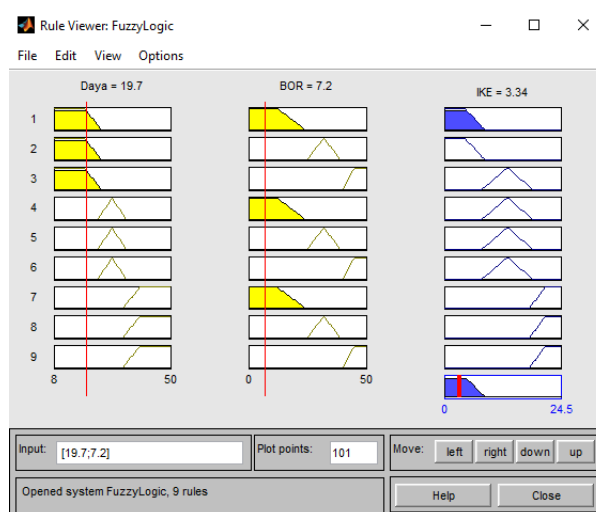 Rule Viewer: FuzzyLogic
File Edit View Options
Daya = 19.7 BOR = 7.2 IKE = 3.34
1
2
3
4
5
6
7
8
9
8 50 0 50
0 24.5
Input: [19.7;7.2] Plot points: 101 Move: left right down up
Opened system FuzzyLogic, 9 rules Help Close